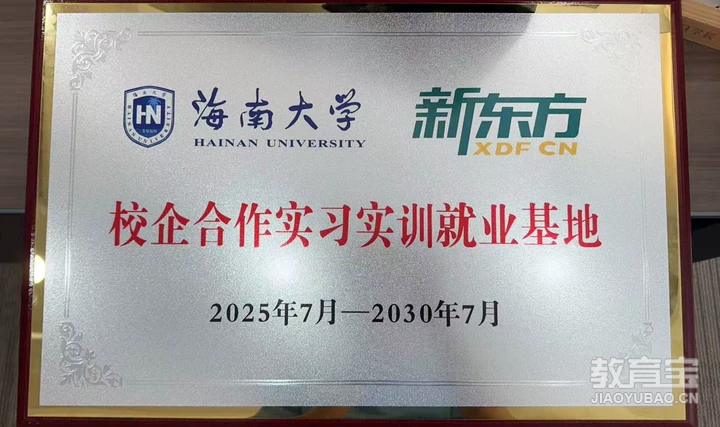 海南大学
HAINAN UNIVERSITY
HN
新东方
XDF CN
校企合作实习实训就业基地
2025年7月—2030年7月
教育宝
JIAOYUBAO.CN